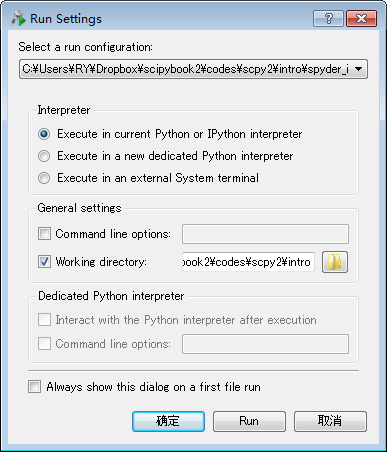 Run Settings
Select a run configuration:
C:¥Users¥RY¥Dropbox¥scipybook2¥codes¥scpy2¥intro¥spyder_i
Interpreter
Execute in current Python or IPython interpreter
Execute in a new dedicated Python interpreter
Execute in an external System terminal
General settings
Command line options:
Working directory: book2¥codes¥scpy2¥intro
Dedicated Python interpreter
Interact with the Python interpreter after execution
Command line options:
Always show this dialog on a first file run
确定 Run 取消